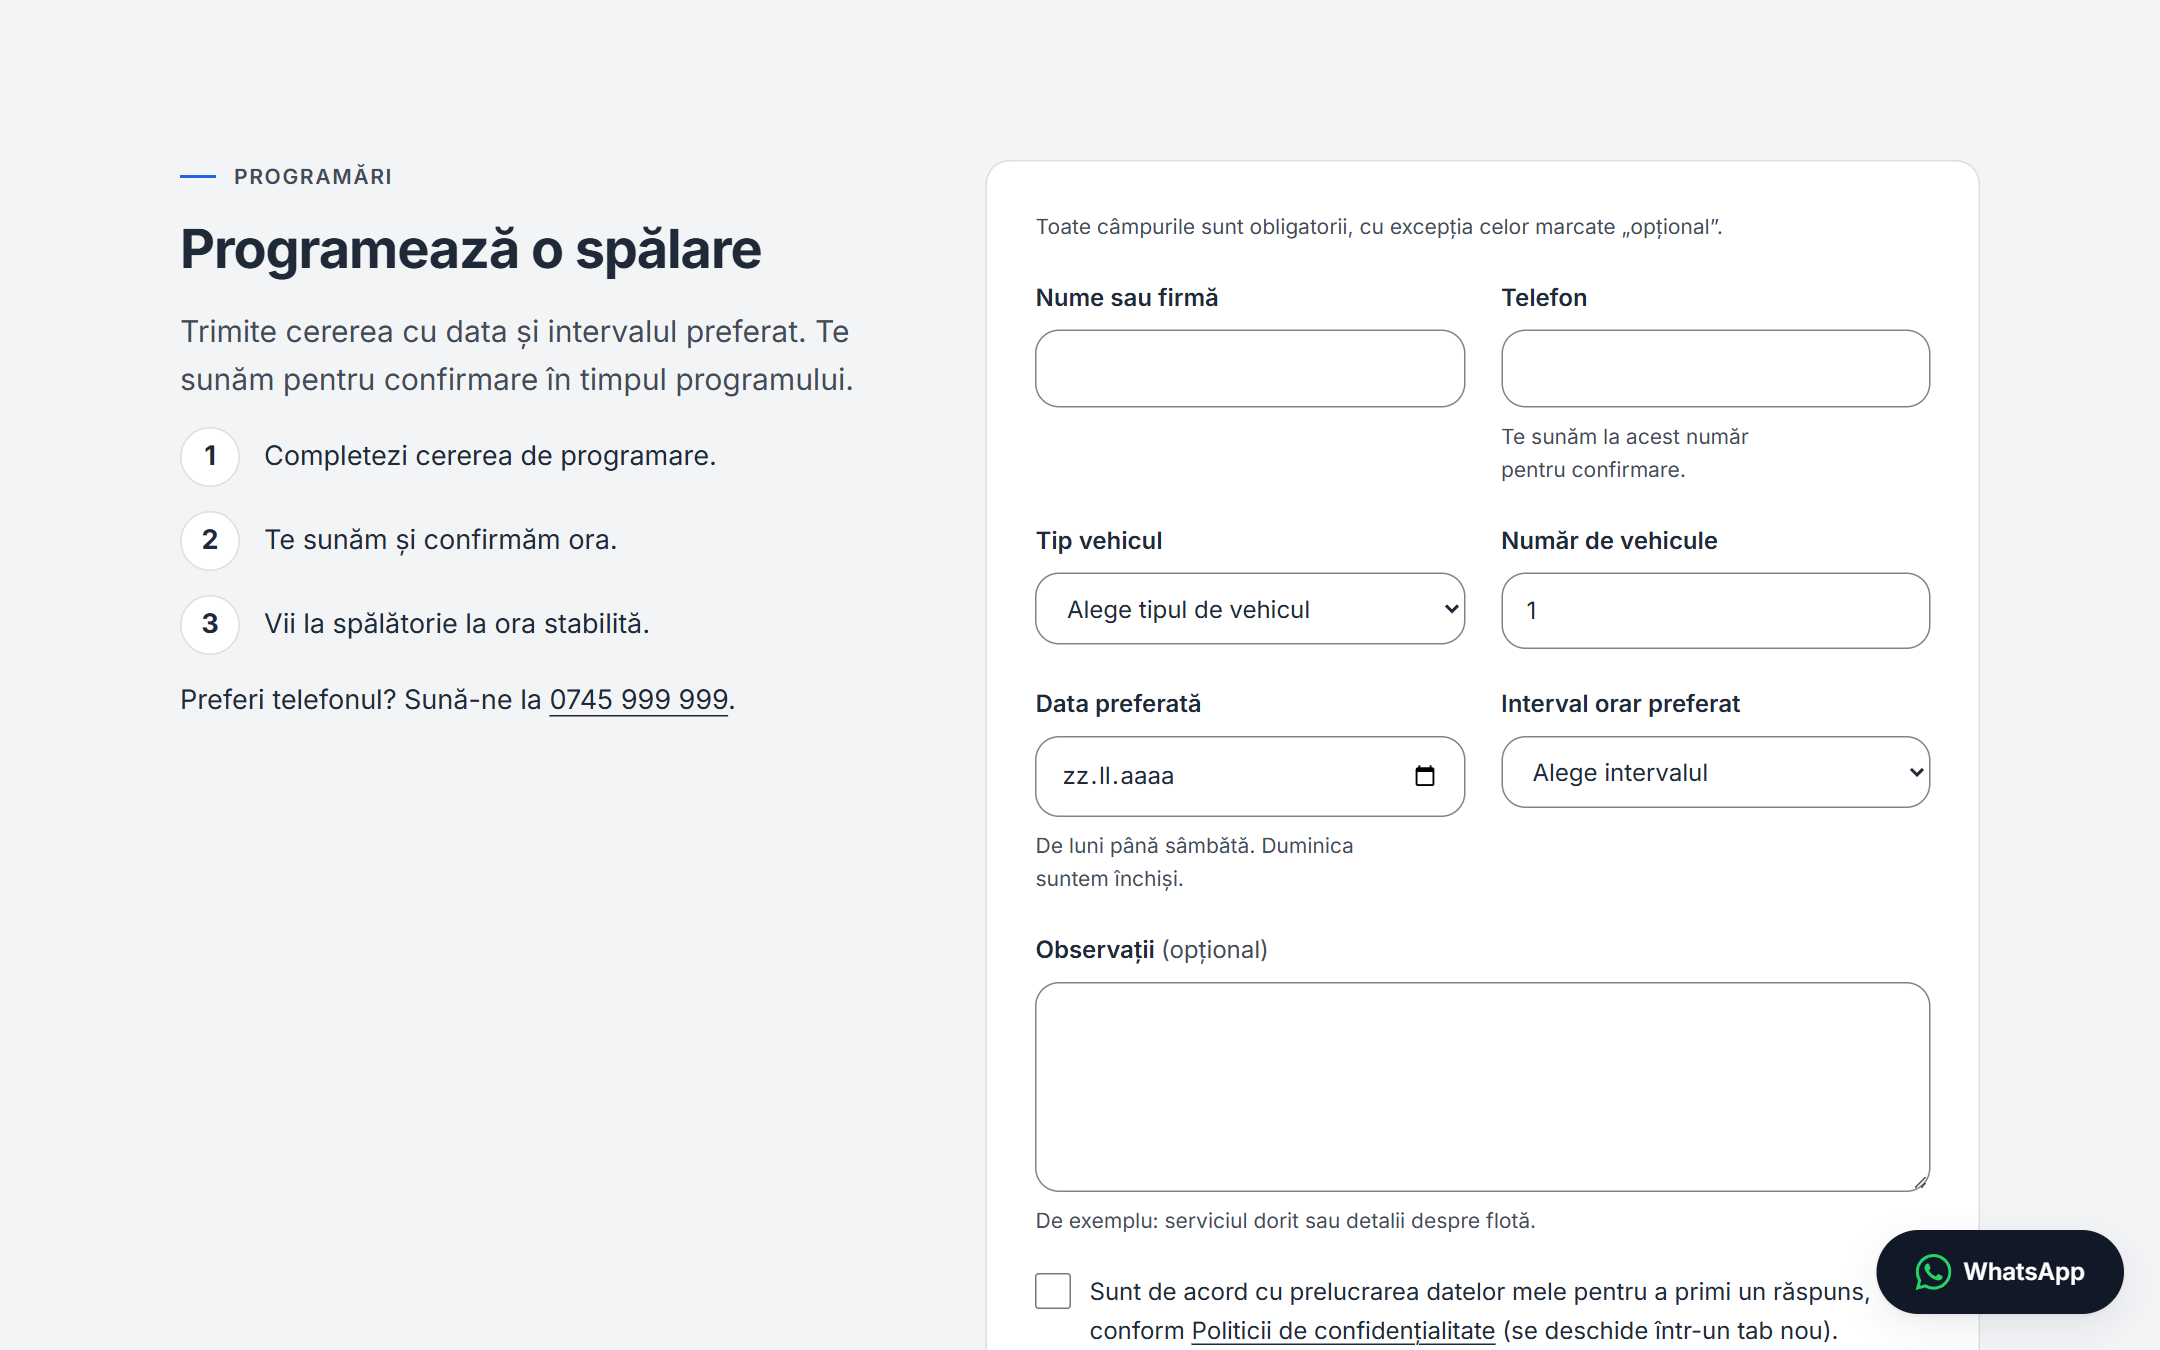 PROGRAMĂRI
Programează o spălare
Trimite cererea cu data și intervalul preferat. Te
sunăm pentru confirmare în timpul programului.
1 Completezi cererea de programare.
2 Te sunăm și confirmăm ora.
3 Vii la spălătorie la ora stabilită.
Preferi telefonul? Sună-ne la 0745 999 999.
Toate câmpurile sunt obligatorii, cu excepția celor marcate „opțional”.
Nume sau firmă
Telefon
Te sunăm la acest număr
pentru confirmare.
Tip vehicul
Alege tipul de vehicul
Număr de vehicule
1
Data preferată
zz.ll.aaaa
De luni până sâmbătă. Duminica
suntem închiși.
Interval orar preferat
Alege intervalul
Observații (opțional)
De exemplu: serviciul dorit sau detalii despre flotă.
Sunt de acord cu prelucrarea datelor mele pentru a primi un răspuns,
conform Politicii de confidențialitate (se deschide într-un tab nou).
WhatsApp